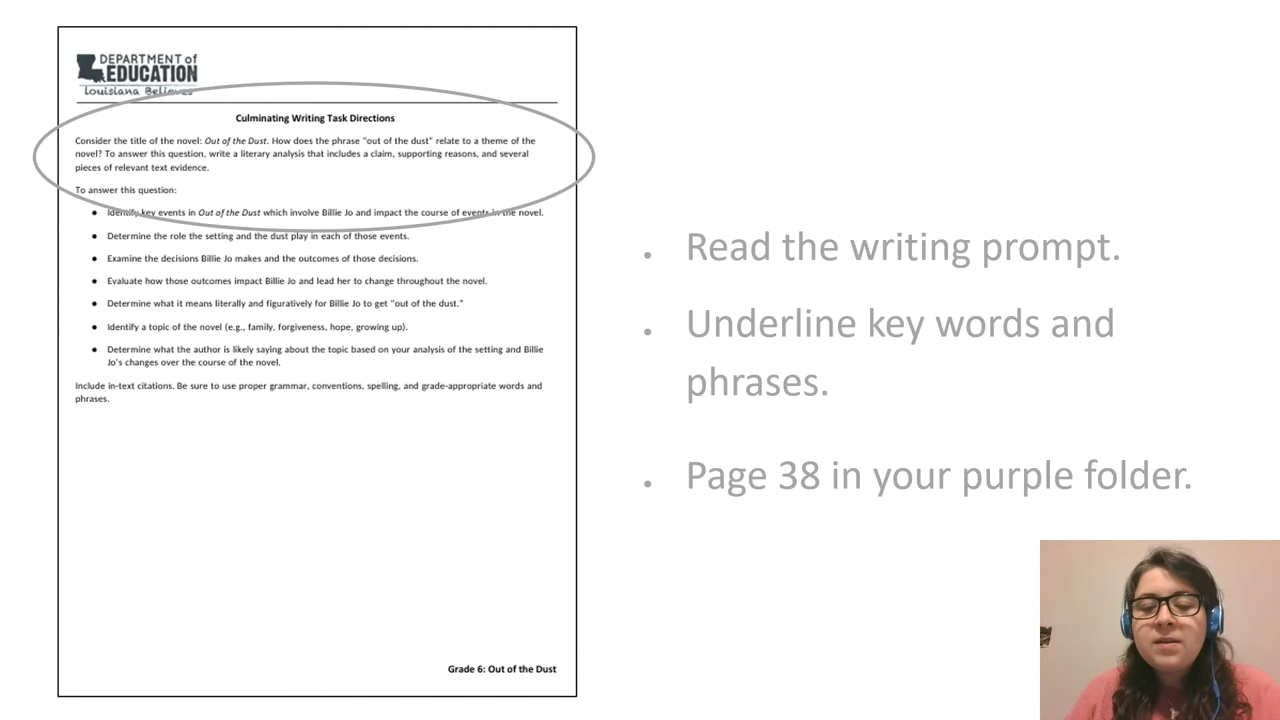 DEPARTMENT of
EDUCATION
Louisiana Believes
Culminating Writing Task Directions
Consider the title of the novel: Out of the Dust. How does the phrase "out of the dust" relate to a theme of the
novel? To answer this question, write a literary analysis that includes a claim, supporting reasons, and several
pieces of relevant text evidence.
To answer this question:
● Identify key events in Out of the Dust which involve Billie Jo and impact the course of events in the novel.
● Determine the role the setting and the dust play in each of those events.
● Examine the decisions Billie Jo makes and the outcomes of those decisions.
● Evaluate how those outcomes impact Billie Jo and lead her to change throughout the novel.
● Determine what it means literally and figuratively for Billie Jo to get "out of the dust."
● Identify a topic of the novel (e.g., family, forgiveness, hope, growing up).
● Determine what the author is likely saying about the topic based on your analysis of the setting and Billie
Jo's changes over the course of the novel.
Include in-text citations. Be sure to use proper grammar, conventions, spelling, and grade-appropriate words and
phrases.
Grade 6: Out of the Dust
• Read the writing prompt.
• Underline key words and
phrases.
• Page 38 in your purple folder.